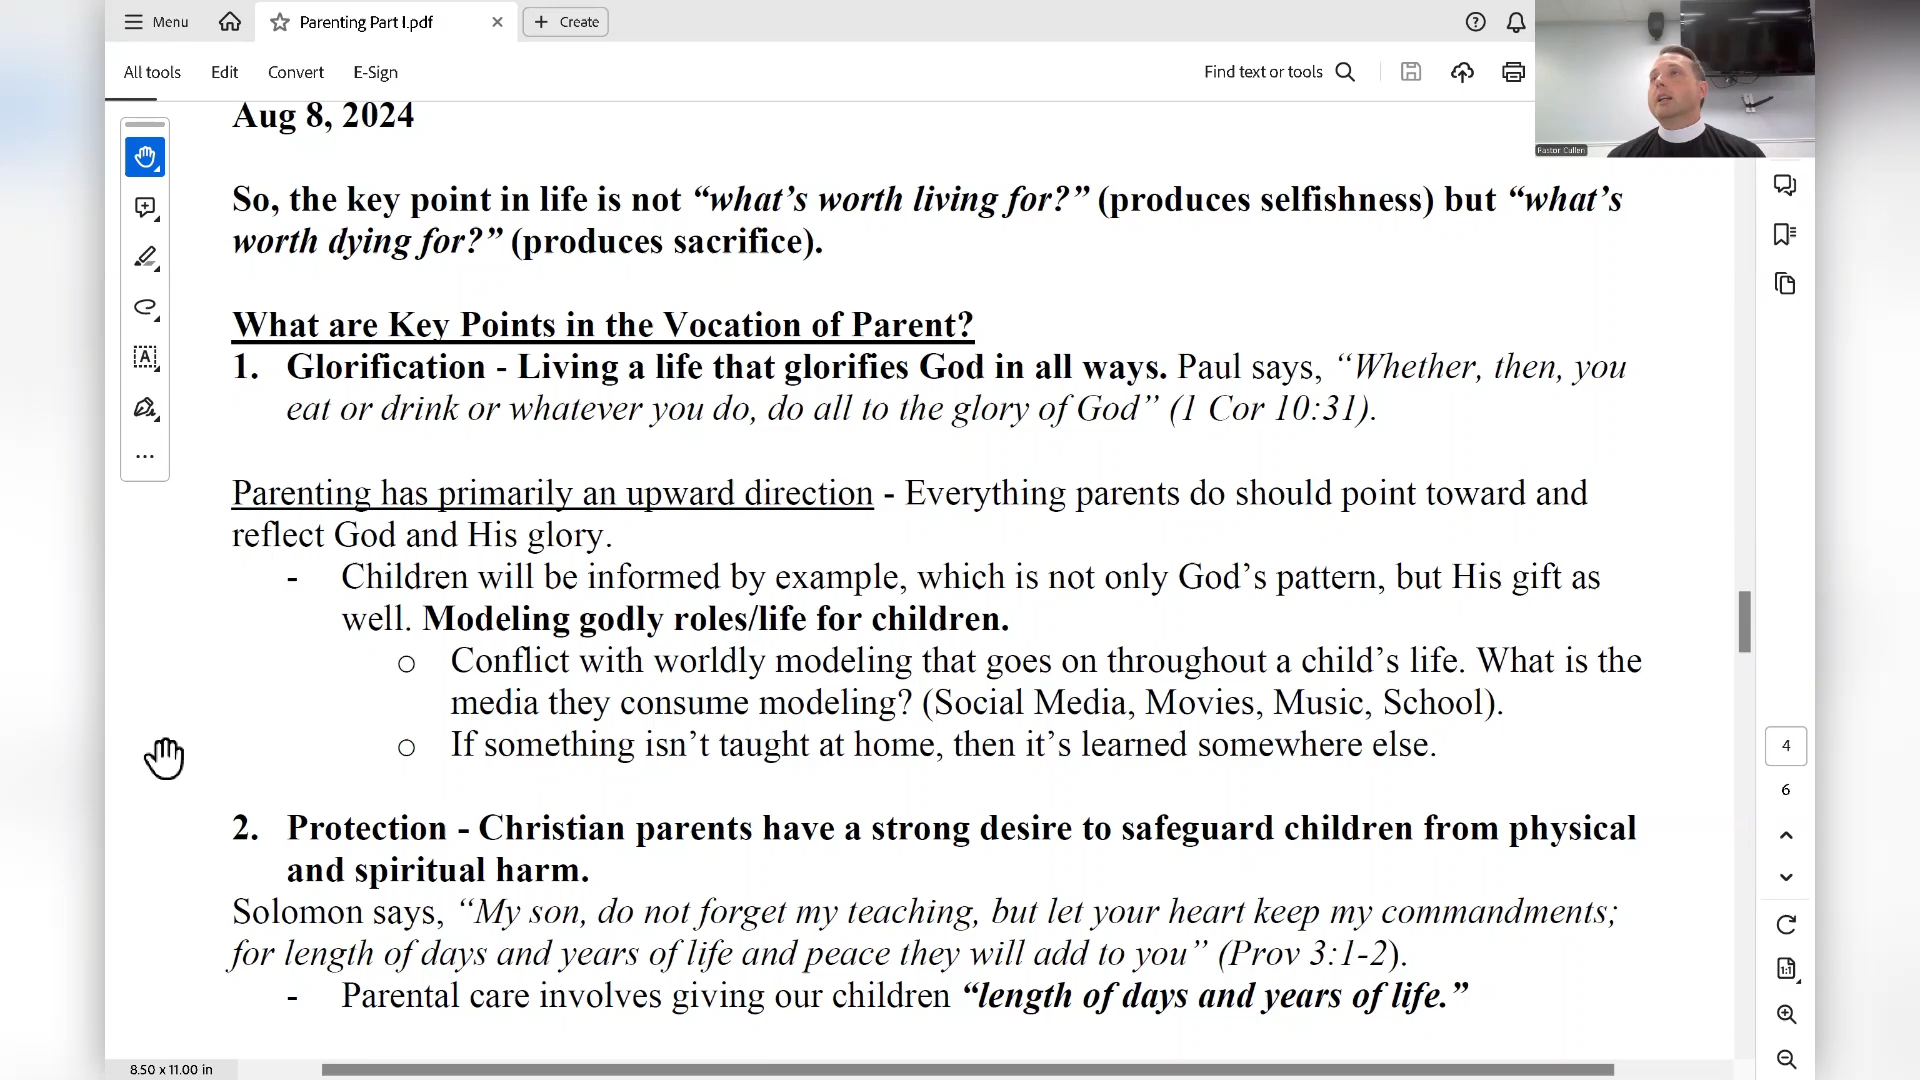 Menu
Parenting Part I.pdf
Create
All tools
Edit
Convert
E-Sign
Find text or tools
Pastor Cullen
Aug 8, 2024
So, the key point in life is not “what’s worth living for?” (produces selfishness) but “what’s
worth dying for?” (produces sacrifice).
What are Key Points in the Vocation of Parent?
1. Glorification - Living a life that glorifies God in all ways. Paul says, “Whether, then, you
eat or drink or whatever you do, do all to the glory of God” (1 Cor 10:31).
Parenting has primarily an upward direction - Everything parents do should point toward and
reflect God and His glory.
- Children will be informed by example, which is not only God’s pattern, but His gift as
well. Modeling godly roles/life for children.
o Conflict with worldly modeling that goes on throughout a child’s life. What is the
media they consume modeling? (Social Media, Movies, Music, School).
o If something isn’t taught at home, then it’s learned somewhere else.
2. Protection - Christian parents have a strong desire to safeguard children from physical
and spiritual harm.
Solomon says, “My son, do not forget my teaching, but let your heart keep my commandments;
for length of days and years of life and peace they will add to you” (Prov 3:1-2).
- Parental care involves giving our children “length of days and years of life.”
4
6
1:1
8.50 x 11.00 in